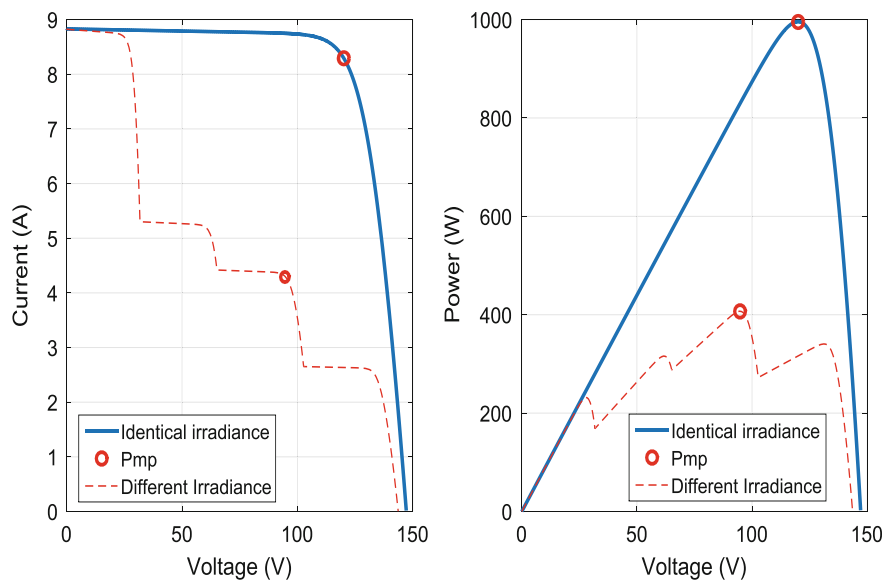 9
8
7
6
5
4
3
2
1
0
Current (A)
0
50
100
150
Voltage (V)
Identical irradiance
Pmp
Different Irradiance
1000
800
600
400
200
0
Power (W)
0
50
100
150
Voltage (V)
Identical irradiance
Pmp
Different Irradiance